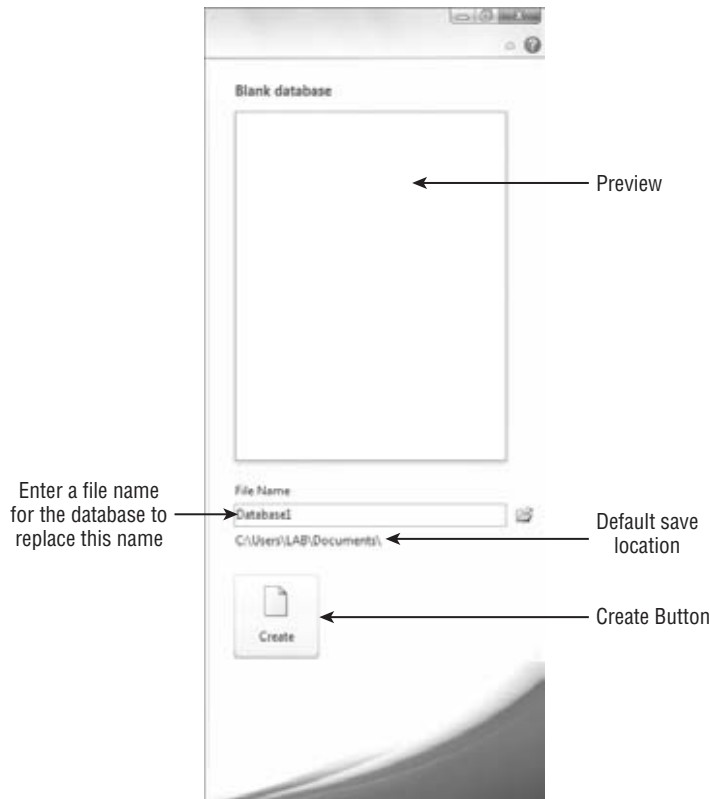 Blank database
Preview
File Name
Enter a file name
for the database to
replace this name
Database1
C:\Users\LAB\Documents\
Default save
location
Create
Create Button